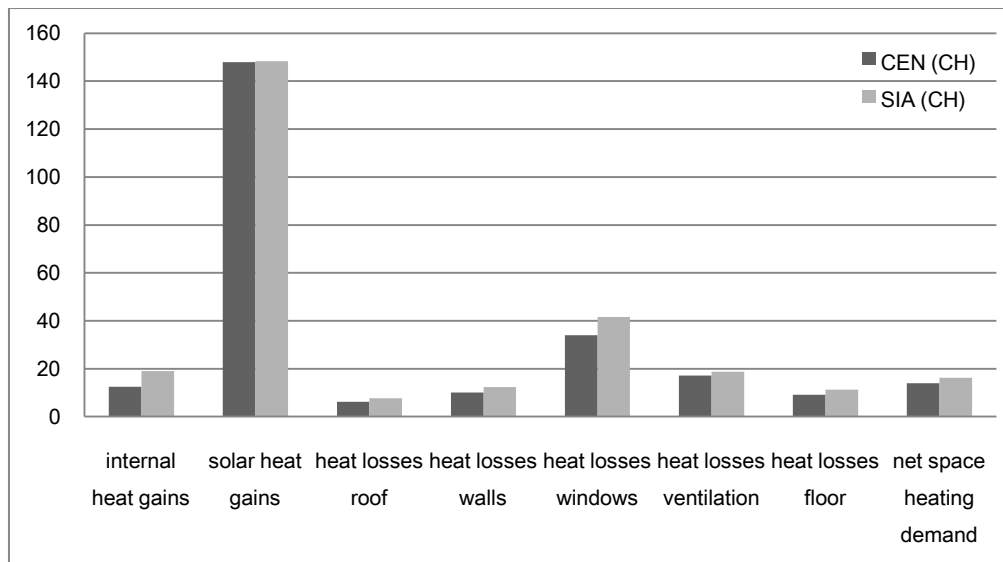 160
140
120
100
80
60
40
20
0
CEN (CH)
SIA (CH)
internal heat gains
solar heat gains
heat losses roof
heat losses walls
heat losses windows
heat losses ventilation
heat losses floor
net space heating demand